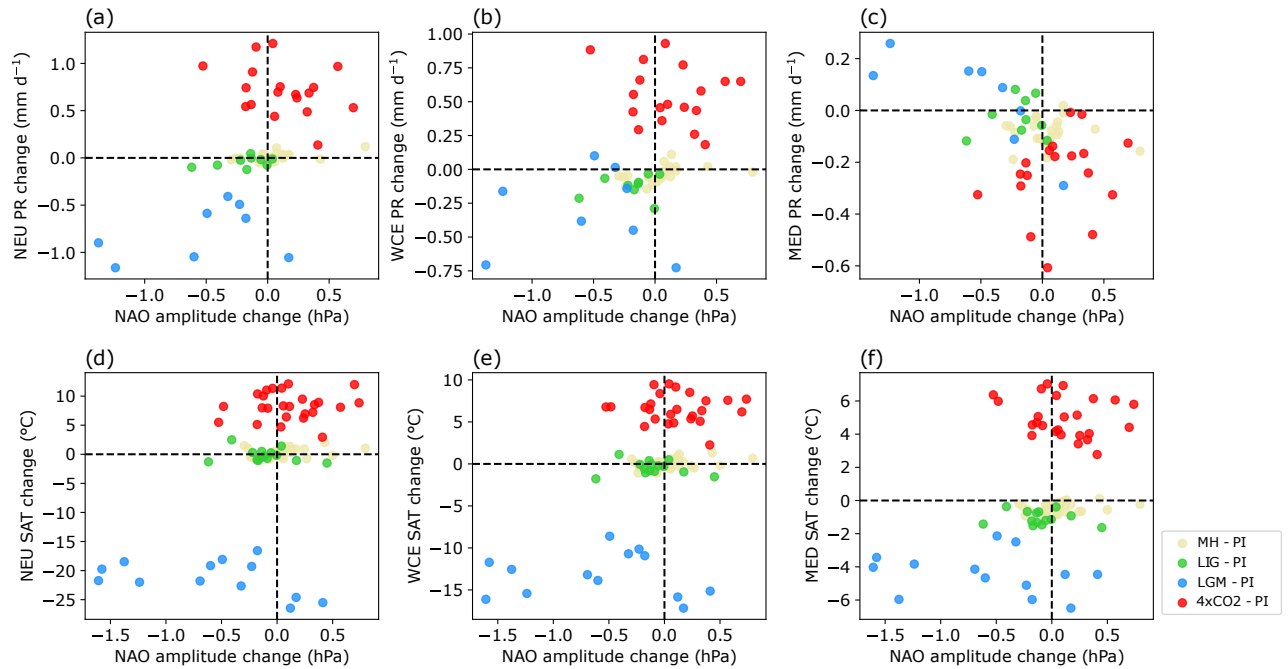 (a)
NEU PR change (mm d⁻¹)
1.0
0.5
0.0
−0.5
−1.0
−1.0 −0.5 0.0 0.5
NAO amplitude change (hPa)
(b)
WCE PR change (mm d⁻¹)
1.00
0.75
0.50
0.25
0.00
−0.25
−0.50
−0.75
−1.0 −0.5 0.0 0.5
NAO amplitude change (hPa)
(c)
MED PR change (mm d⁻¹)
0.2
0.0
−0.2
−0.4
−0.6
−1.0 −0.5 0.0 0.5
NAO amplitude change (hPa)
(d)
NEU SAT change (°C)
10
5
0
−5
−10
−15
−20
−25
−1.5 −1.0 −0.5 0.0 0.5
NAO amplitude change (hPa)
(e)
WCE SAT change (°C)
10
5
0
−5
−10
−15
−1.5 −1.0 −0.5 0.0 0.5
NAO amplitude change (hPa)
(f)
MED SAT change (°C)
6
4
2
0
−2
−4
−6
−1.5 −1.0 −0.5 0.0 0.5
NAO amplitude change (hPa)
MH - PI
LIG - PI
LGM - PI
4xCO2 - PI